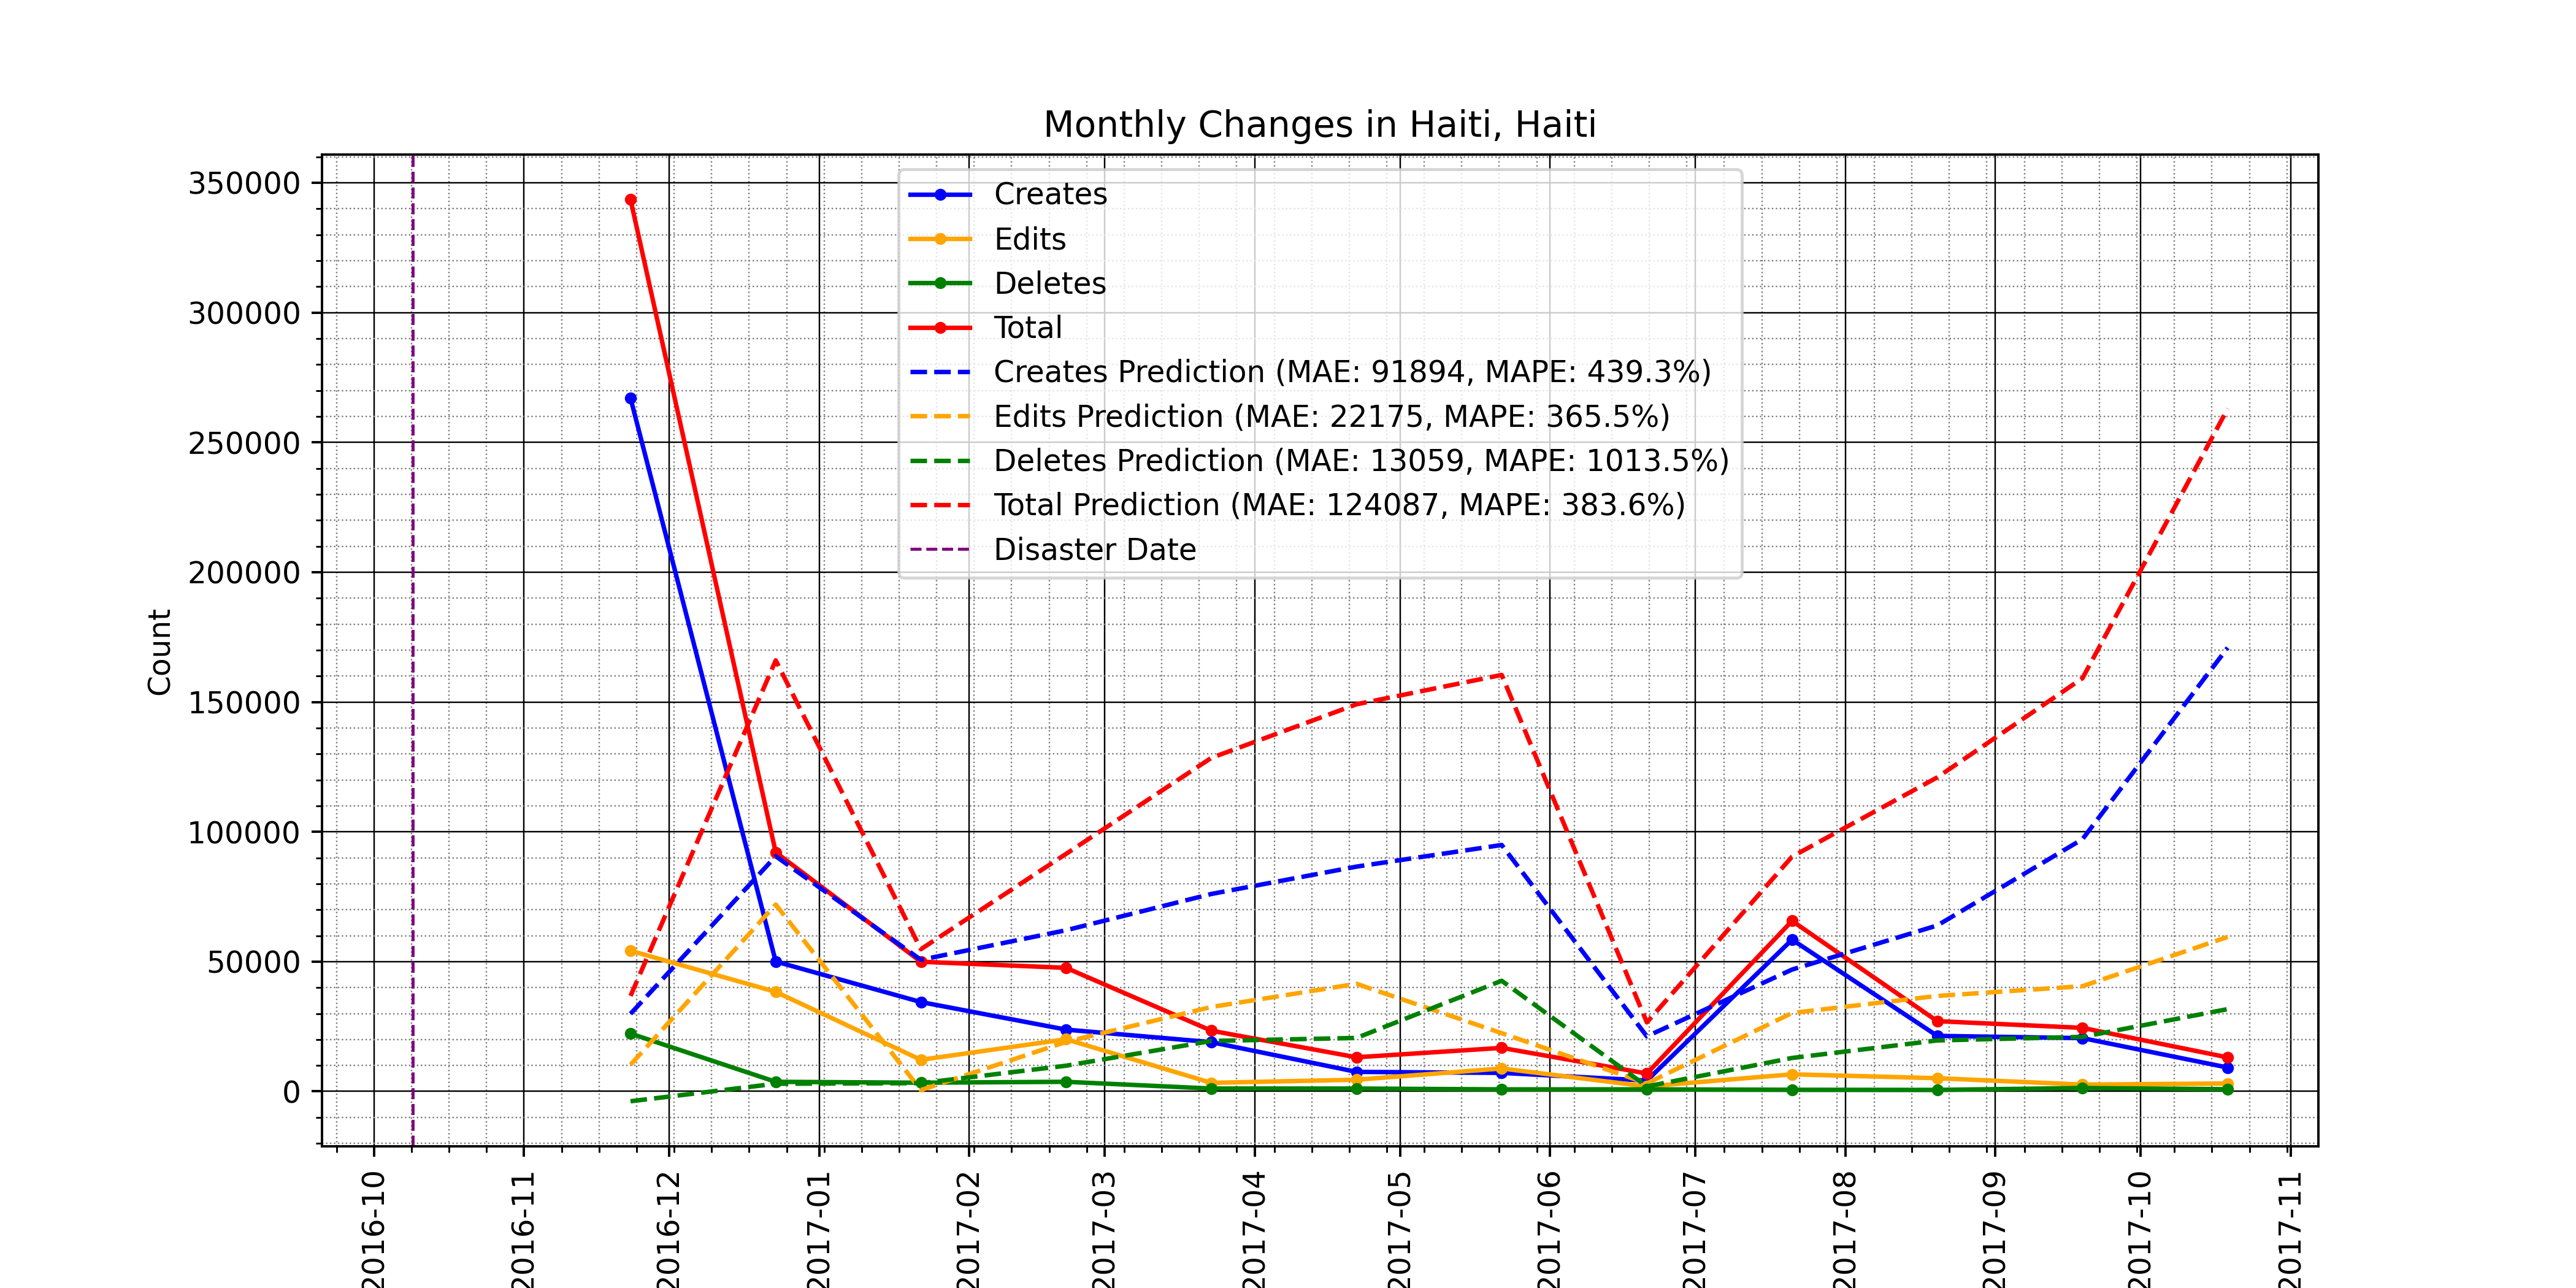 Monthly Changes in Haiti, Haiti
Count
350000
300000
250000
200000
150000
100000
50000
0
Creates
Edits
Deletes
Total
Creates Prediction (MAE: 91894, MAPE: 439.3%)
Edits Prediction (MAE: 22175, MAPE: 365.5%)
Deletes Prediction (MAE: 13059, MAPE: 1013.5%)
Total Prediction (MAE: 124087, MAPE: 383.6%)
Disaster Date
2016-10
2016-11
2016-12
2017-01
2017-02
2017-03
2017-04
2017-05
2017-06
2017-07
2017-08
2017-09
2017-10
2017-11